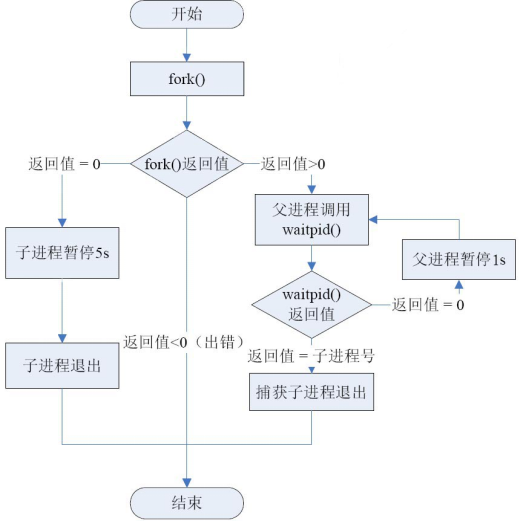 开始
fork()
返回值 = 0
fork()返回值
返回值>0
父进程调用
waitpid()
子进程暂停5s
父进程暂停1s
waitpid()
返回值
返回值 = 0
返回值<0（出错）
返回值 = 子进程号
子进程退出
捕获子进程退出
结束